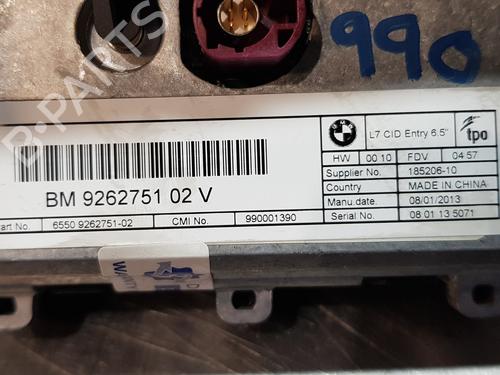 990
B-PARTS
BMW
L7 CID Entry 6.5"
tpo
HW 00 10 FDV 04 57
Supplier No. 185206-10
Country MADE IN CHINA
Manu.date 08/01/2013
Serial No. 08 01 13 5071
BM 9262751 02 V
art No. 6550 9262751-02 CMI No. 990001390